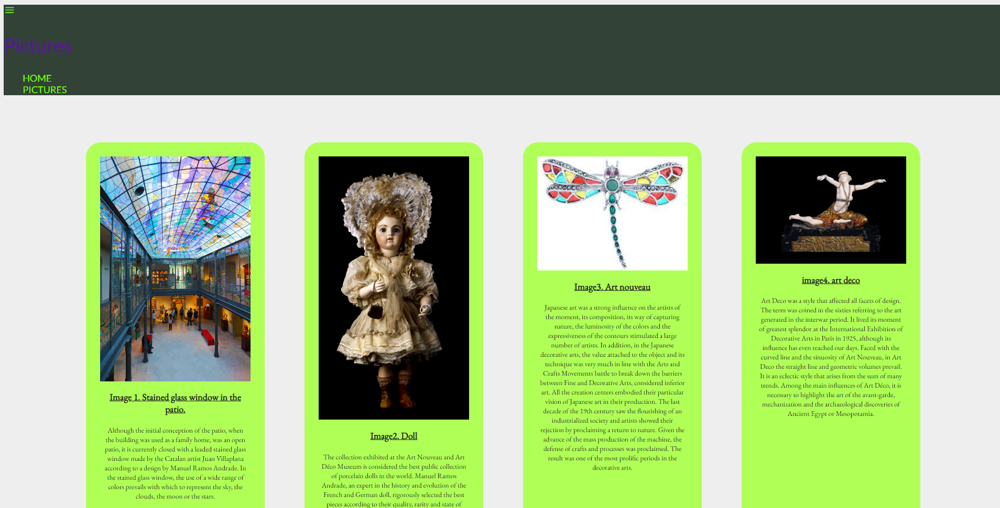 Pictures
HOME
PICTURES
Image 1. Stained glass window in the
patio.
Although the initial conception of the patio, when
the building was used as a family home, was an open
patio, it is currently closed with a leaded stained glass
window made by the Catalan artist Juan Villaplana
according to a design by Manuel Ramos Andrade. In
the stained glass window, the use of a wide range of
colors prevails with which to represent the sky, the
clouds, the moon or the stars.
Image2. Doll
The collection exhibited at the Art Nouveau and Art
Déco Museum is considered the best public collection
of porcelain dolls in the world. Manuel Ramos
Andrade, an expert in the history and evolution of the
French and German doll, rigorously selected the best
pieces according to their quality, rarity and state of
Image3. Art nouveau
Japanese art was a strong influence on the artists of
the moment, its composition, its way of capturing
nature, the luminosity of the colors and the
expressiveness of the contours stimulated a large
number of artists. In addition, in the Japanese
decorative arts, the value attached to the object and its
technique was very much in line with the Arts and
Crafts Movements battle to break down the barriers
between Fine and Decorative Arts, considered inferior
art. All the creation centers embodied their particular
vision of Japanese art in their production. The last
decade of the 19th century saw the flourishing of an
industrialized society and artists showed their
rejection by proclaiming a return to nature. Given the
advance of the mass production of the machine, the
defense of crafts and processes was proclaimed. The
result was one of the most prolific periods in the
decorative arts.
image4. art deco
Art Deco was a style that affected all facets of design.
The term was coined in the sixties referring to the art
generated in the interwar period. It lived its moment
of greatest splendor at the International Exhibition of
Decorative Arts in Paris in 1925, although its
influence has even reached our days. Faced with the
curved line and the sinuosity of Art Nouveau, in Art
Deco the straight line and geometric volumes prevail.
It is an eclectic style that arises from the sum of many
trends. Among the main influences of Art Déco, it is
necessary to highlight the art of the avant-garde,
mechanization and the archaeological discoveries of
Ancient Egypt or Mesopotamia.